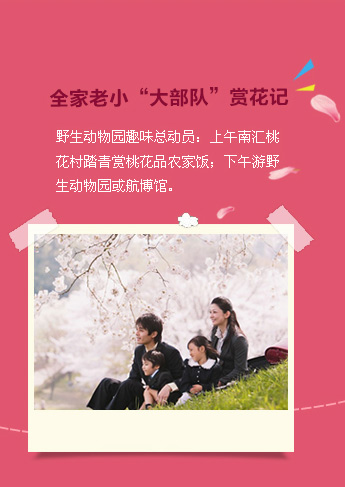 全家老小“大部队”赏花记
野生动物园趣味总动员：上午南汇桃
花村踏青赏桃花品农家饭；下午游野
生动物园或航博馆。